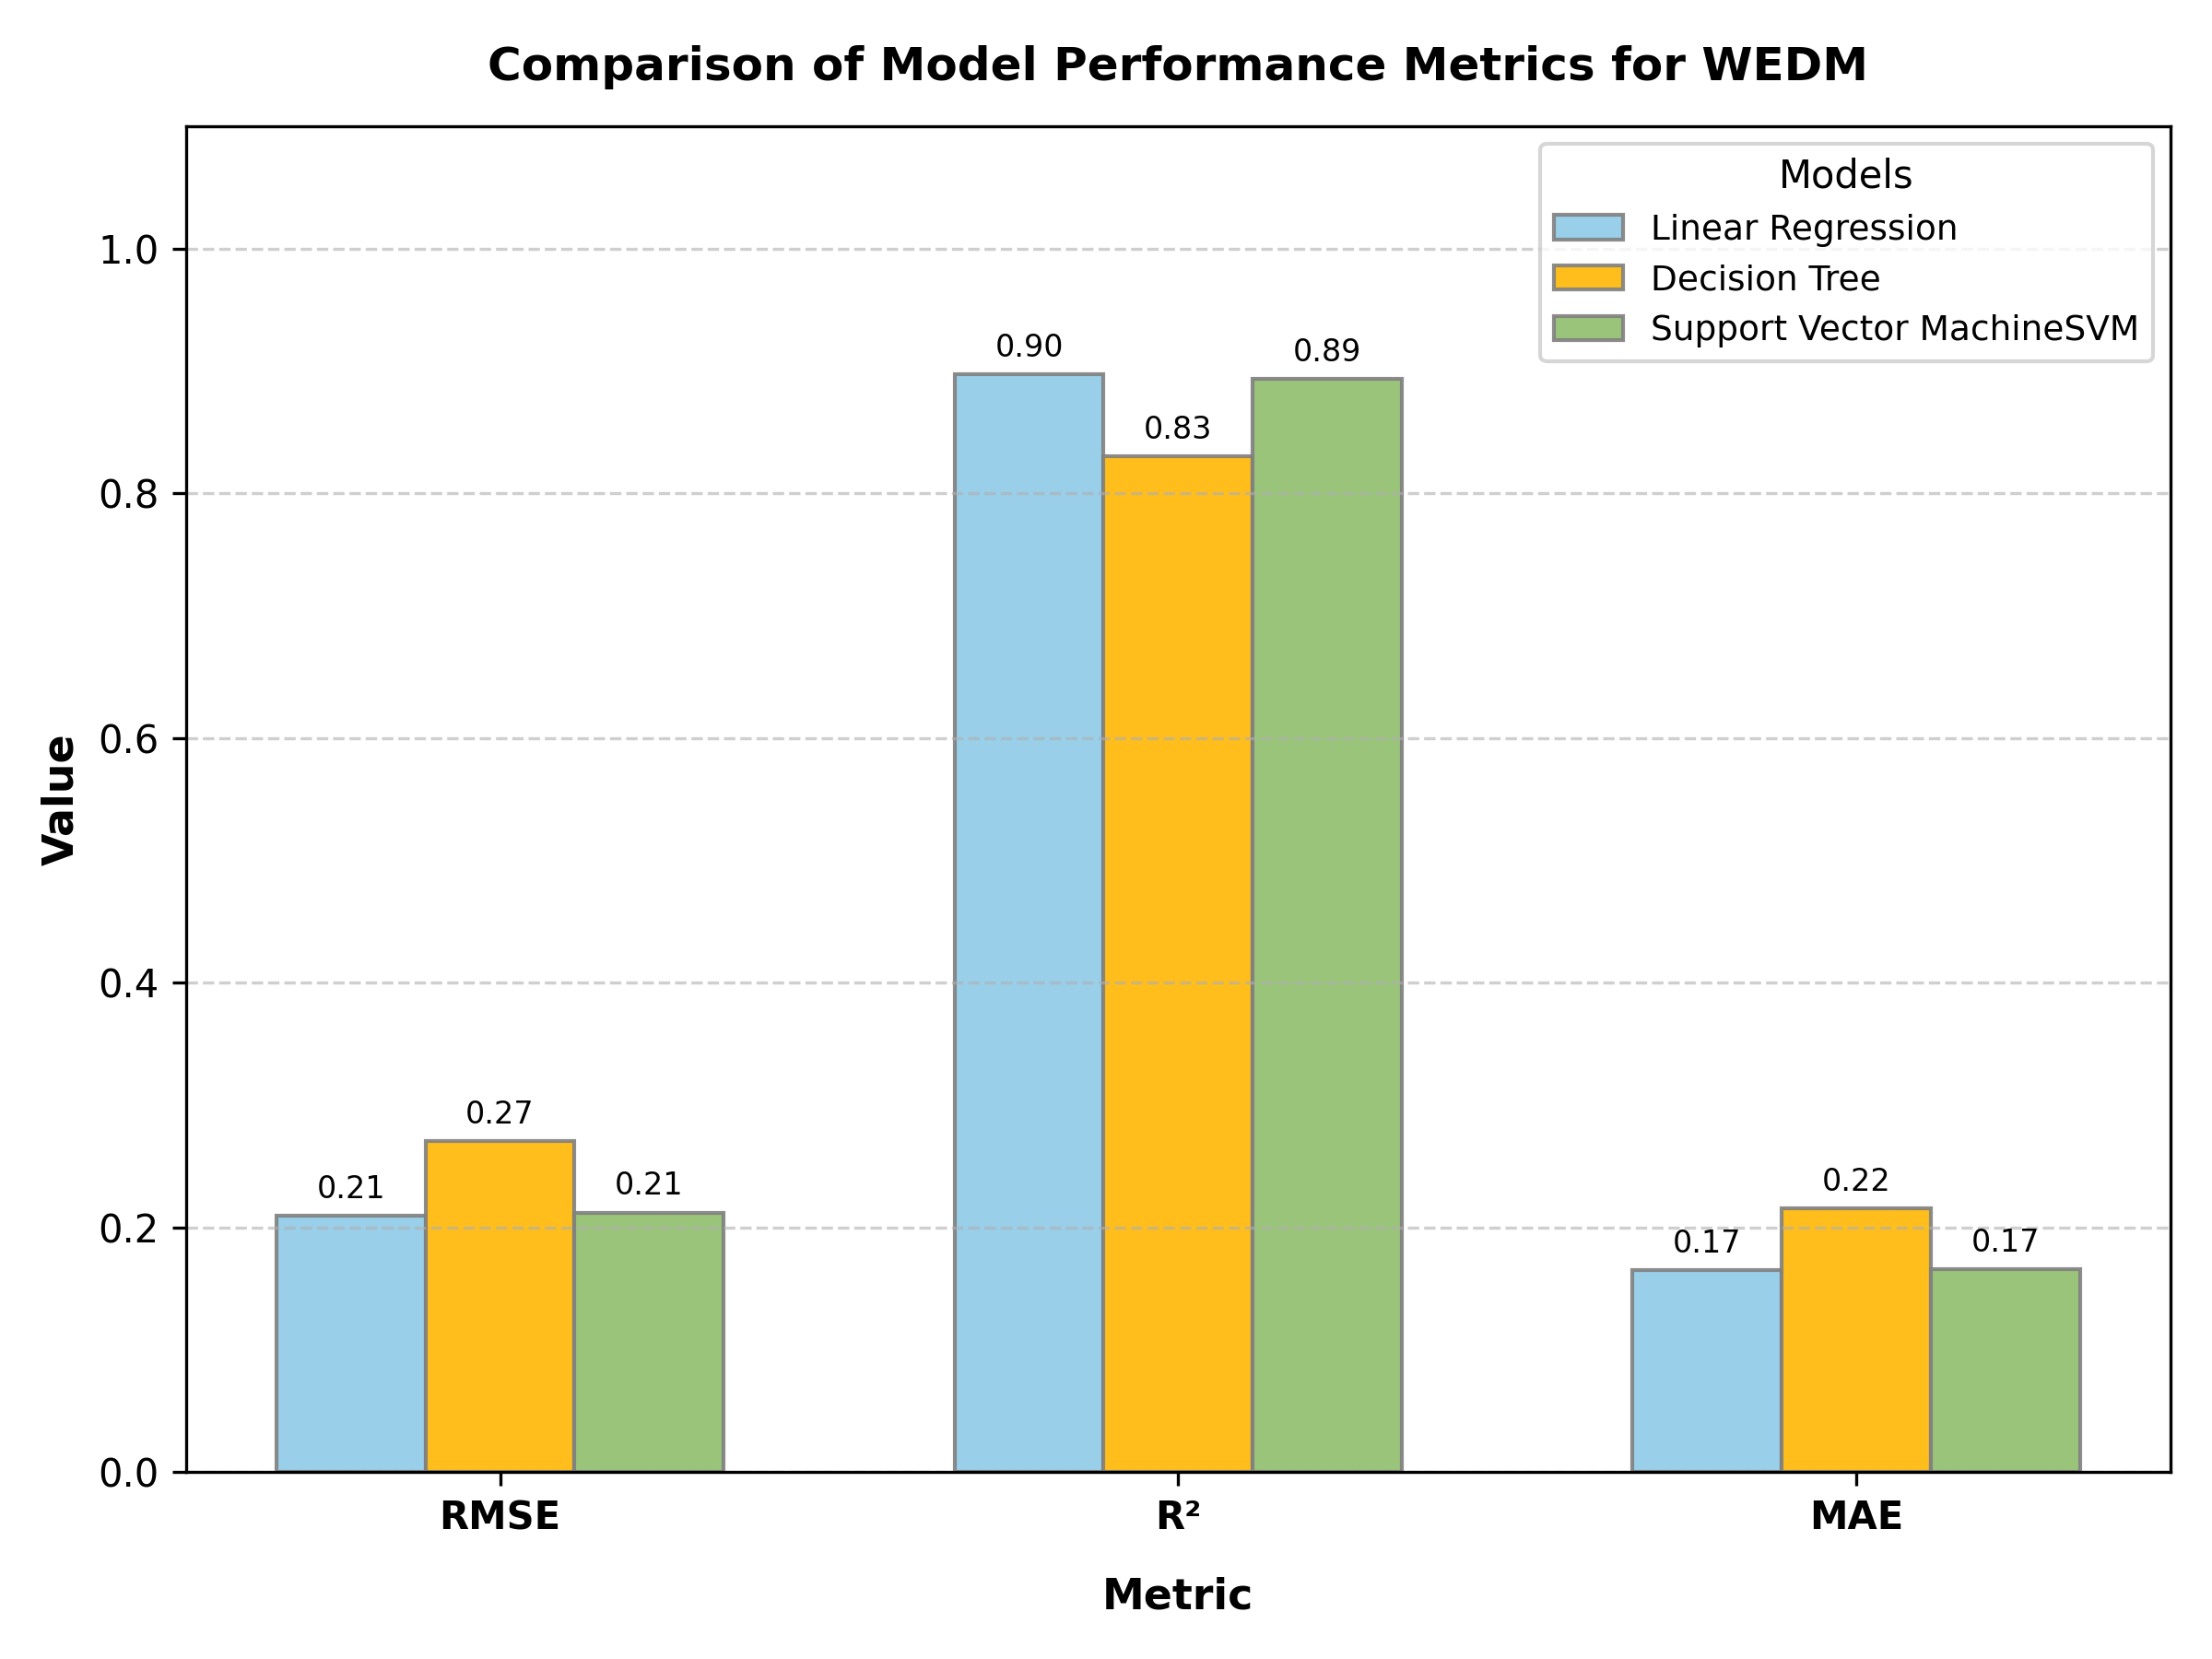 Comparison of Model Performance Metrics for WEDM
Models
Linear Regression
Decision Tree
Support Vector MachineSVM
Value
1.0
0.8
0.6
0.4
0.2
0.0
0.21
0.27
0.21
0.90
0.83
0.89
0.17
0.22
0.17
RMSE
R²
MAE
Metric